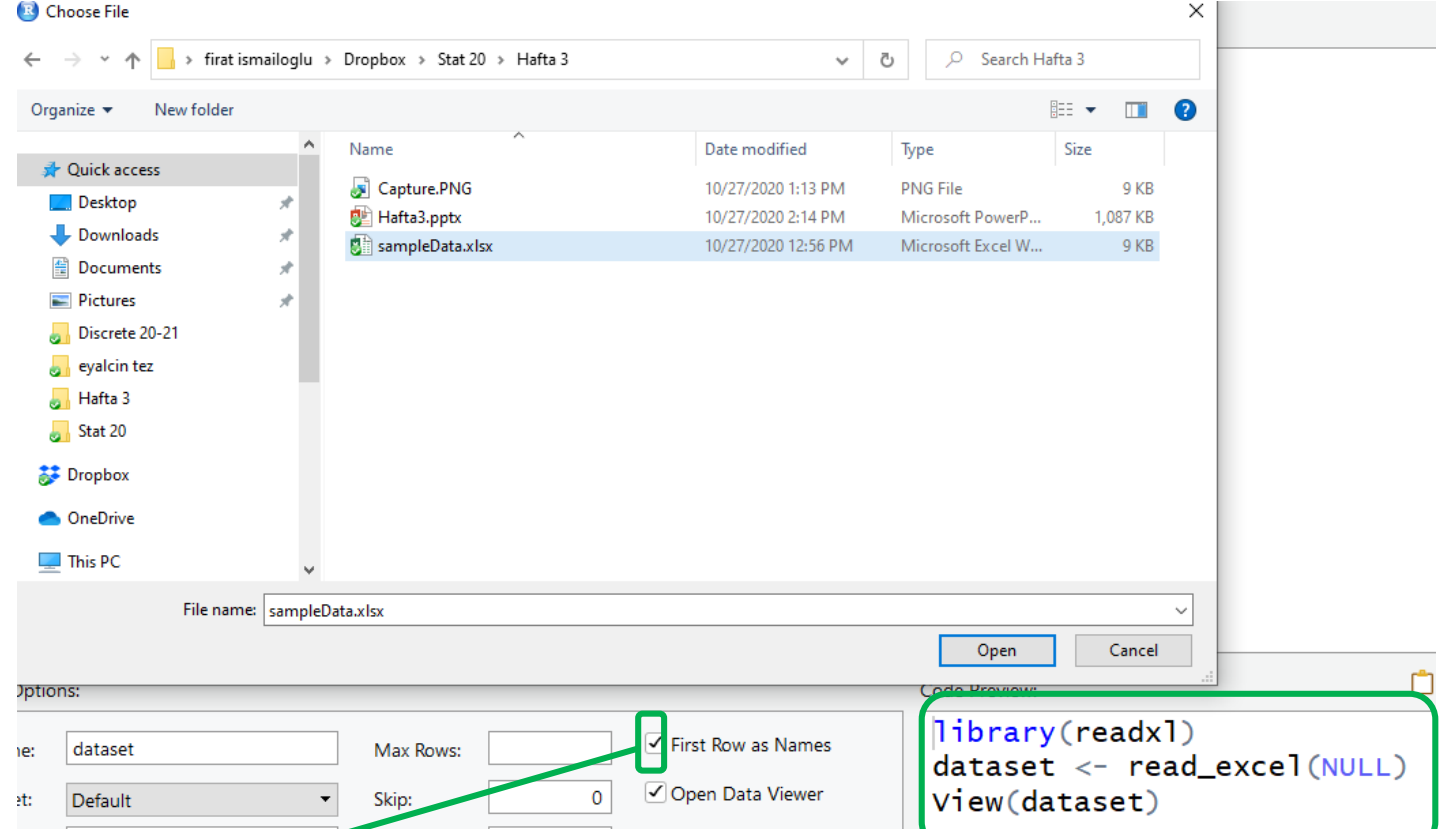 Choose File
firat ismailoglu > Dropbox > Stat 20 > Hafta 3
Search Hafta 3
Organize
New folder
Name Date modified Type Size
Quick access
Desktop
Downloads
Documents
Pictures
Discrete 20-21
eyalcin tez
Hafta 3
Stat 20
Dropbox
OneDrive
This PC
Capture.PNG 10/27/2020 1:13 PM PNG File 9 KB
Hafta3.pptx 10/27/2020 2:14 PM Microsoft PowerP... 1,087 KB
sampleData.xlsx 10/27/2020 12:56 PM Microsoft Excel W... 9 KB
File name: sampleData.xlsx
Open Cancel
Options:
dataset
Max Rows:
First Row as Names
Default
Skip: 0
Open Data Viewer
Code Preview:
library(readxl)
dataset <- read_excel(NULL)
View(dataset)